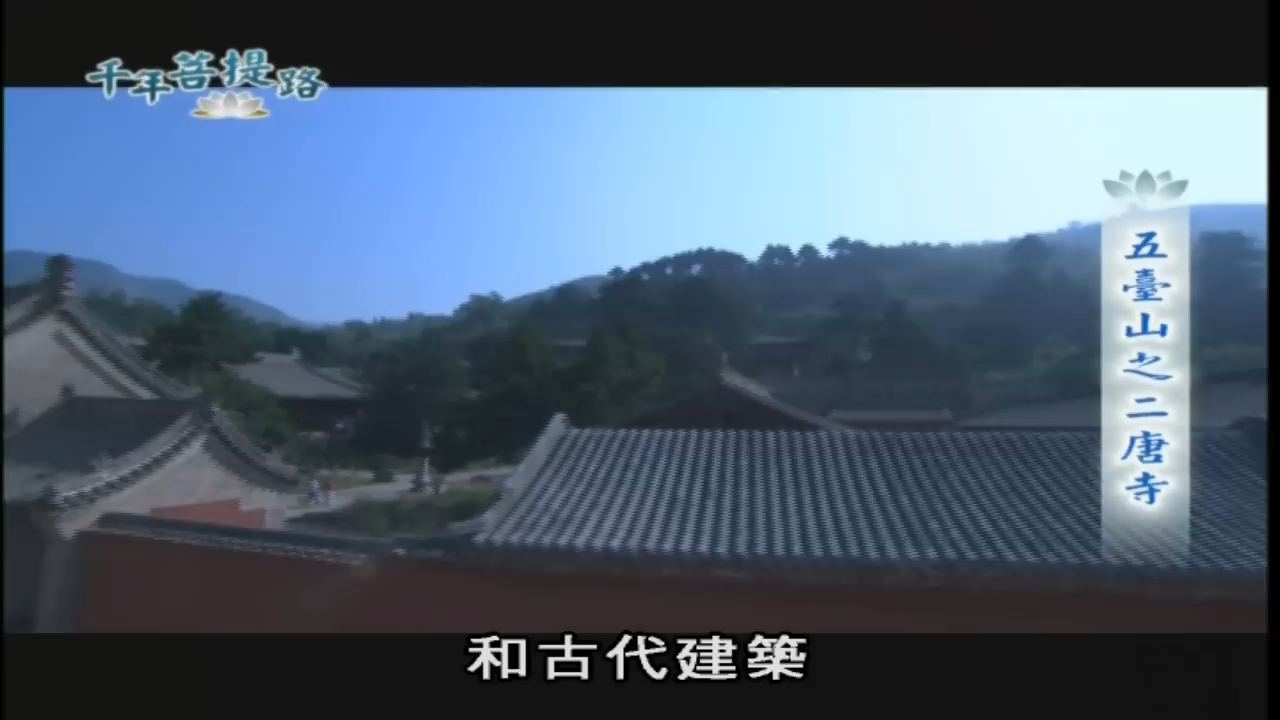 千年菩提路
五臺山之二唐寺
和古代建築